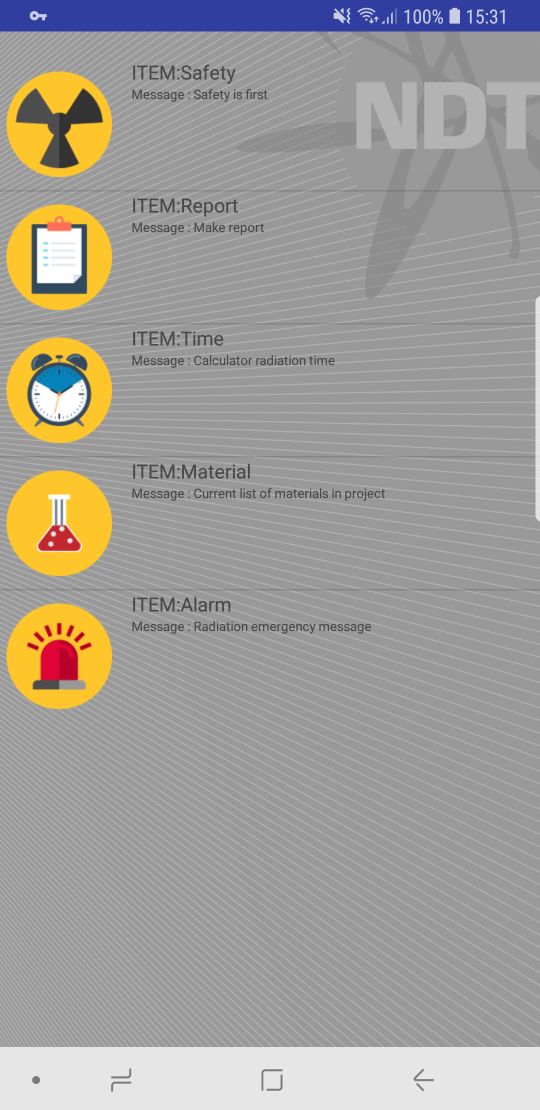 100% 15:31
NDT
ITEM:Safety
Message : Safety is first
ITEM:Report
Message : Make report
ITEM:Time
Message : Calculator radiation time
ITEM:Material
Message : Current list of materials in project
ITEM:Alarm
Message : Radiation emergency message